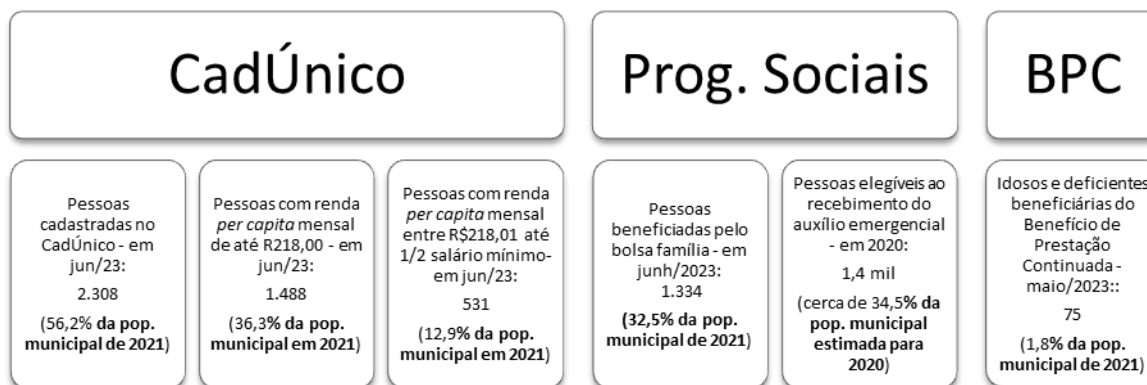 CadÚnico
Prog. Sociais
BPC
Pessoas
cadastradas no
CadÚnico - em
jun/23:
2.308
(56,2% da pop.
municipal de 2021)
Pessoas com renda
per capita mensal
de até R218,00 - em
jun/23:
1.488
(36,3% da pop.
municipal em 2021)
Pessoas com renda
per capita mensal
entre R$218,01 até
1/2 salário mínimo-
em jun/23:
531
(12,9% da pop.
municipal em 2021)
Pessoas
beneficiadas pelo
bolsa família - em
junh/2023:
1.334
(32,5% da pop.
municipal de 2021)
Pessoas elegíveis ao
recebimento do
auxílio emergencial
- em 2020:
1,4 mil
(cerca de 34,5% da
pop. municipal
estimada para
2020)
Idosos e deficientes
beneficiárias do
Benefício de
Prestação
Continuada -
maio/2023::
75
(1,8% da pop.
municipal de 2021)